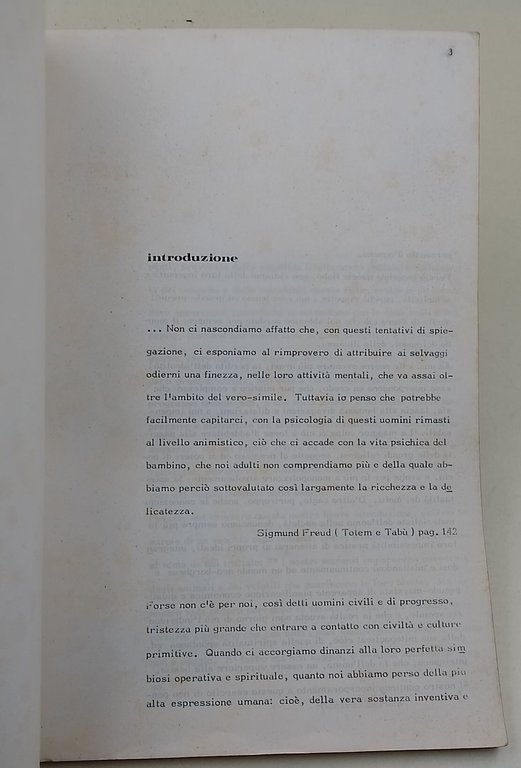 3
introduzione
... Non ci nascondiamo affatto che, con questi tentativi di spie-
gazione, ci esponiamo al rimprovero di attribuire ai selvaggi
odierni una finezza, nelle loro attività mentali, che va assai ol-
tre l'ambito del vero-simile. Tuttavia io penso che potrebbe
facilmente capitarci, con la psicologia di questi uomini rimasti
al livello animistico, ciò che ci accade con la vita psichica del
bambino, che noi adulti non comprendiamo più e della quale ab-
biamo perciò sottovalutato così largamente la ricchezza e la de
licatezza.
Sigmund Freud ( Totem e Tabù ) pag. 142
Forse non c'è per noi, così detti uomini civili e di progresso,
tristezza più grande che entrare a contatto con civiltà e culture
primitive. Quando ci accorgiamo dinanzi alla loro perfetta sim
biosi operativa e spirituale, quanto noi abbiamo perso della più
alta espressione umana: cioè, della vera sostanza inventiva e